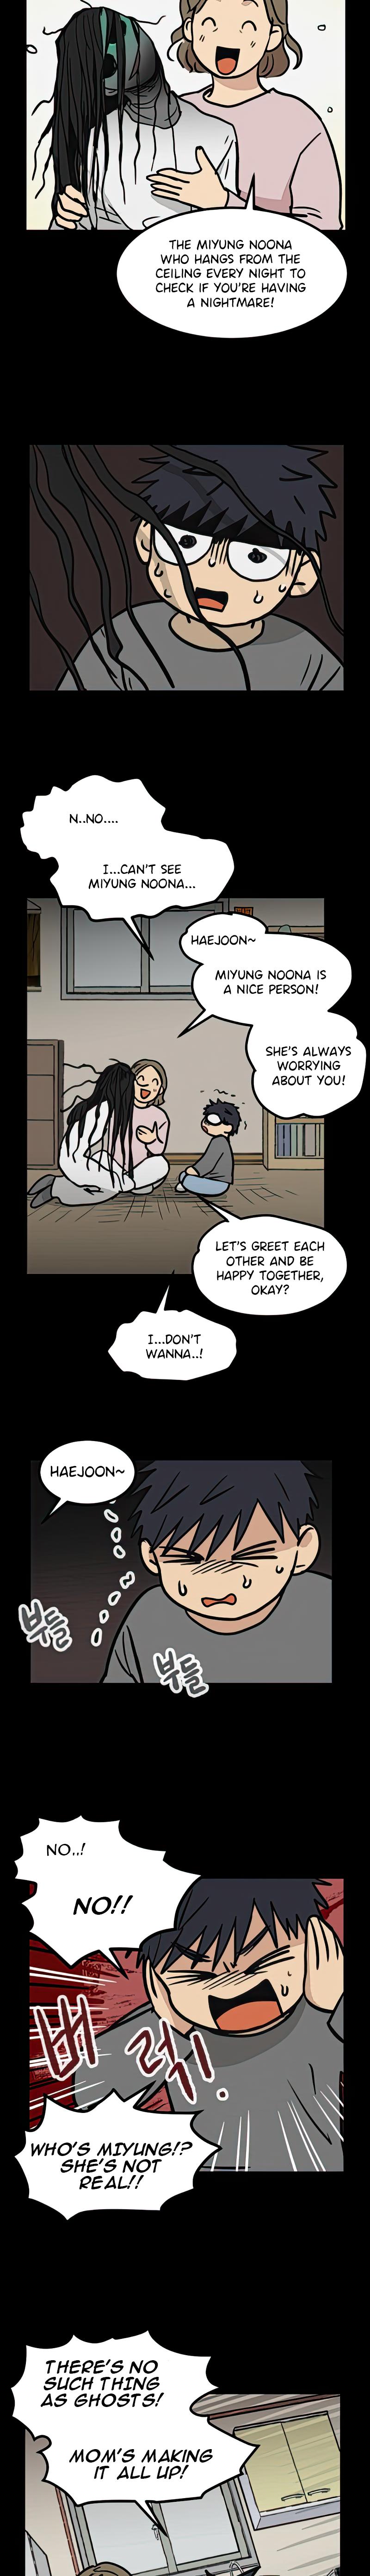 THE MIYUNG NOONA
WHO HANGS FROM THE
CEILING EVERY NIGHT TO
CHECK IF YOU'RE HAVING
A NIGHTMARE!
N..NO....
I...CAN'T SEE
MIYUNG NOONA...
HAEJOON~
MIYUNG NOONA IS
A NICE PERSON!
SHE'S ALWAYS
WORRYING
ABOUT YOU!
LET'S GREET EACH
OTHER AND BE
HAPPY TOGETHER,
OKAY?
I...DON'T
WANNA..!
HAEJOON~
부들
부들
NO,,!
NO!!
버럭!
WHO'S MIYUNG!?
SHE'S NOT
REAL!!
THERE'S NO
SUCH THING
AS GHOSTS!
MOM'S MAKING
IT ALL UP!